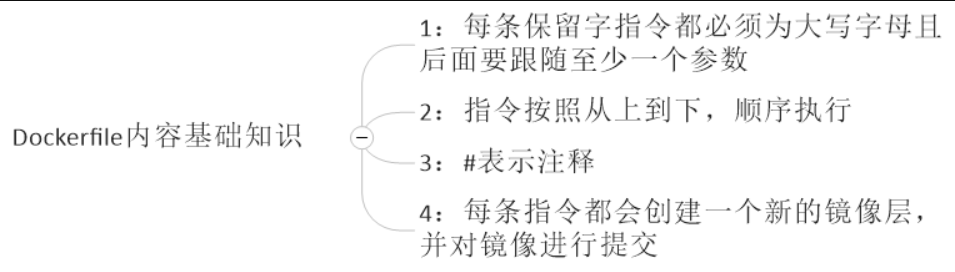 Dockerfile内容基础知识
1：每条保留字指令都必须为大写字母且
后面要跟随至少一个参数
2：指令按照从上到下，顺序执行
3：#表示注释
4：每条指令都会创建一个新的镜像层，
并对镜像进行提交